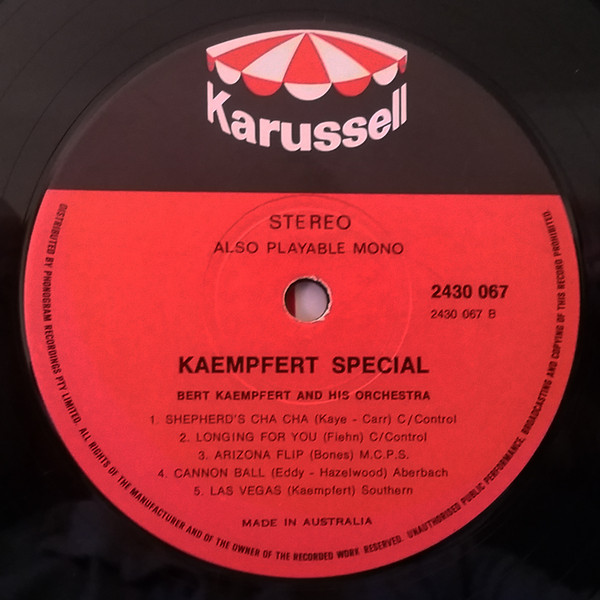 Karussell
STEREO
ALSO PLAYABLE MONO
2430 067
2430 067 B
KAEMPFERT SPECIAL
BERT KAEMPFERT AND HIS ORCHESTRA
1. SHEPHERD'S CHA CHA (Kaye - Carr) C/Control
2. LONGING FOR YOU (Fiehn) C/Control
3. ARIZONA FLIP (Bones) M.C.P.S.
4. CANNON BALL (Eddy - Hazelwood) Aberbach
5. LAS VEGAS (Kaempfert) Southern
MADE IN AUSTRALIA
DISTRIBUTED BY PHONOGRAM RECORDINGS PTY LIMITED. ALL RIGHTS OF THE MANUFACTURER AND OF THE OWNER OF THE RECORDED WORK RESERVED. UNAUTHORISED PUBLIC PERFORMANCE, BROADCASTING AND COPYING OF THIS RECORD PROHIBITED.